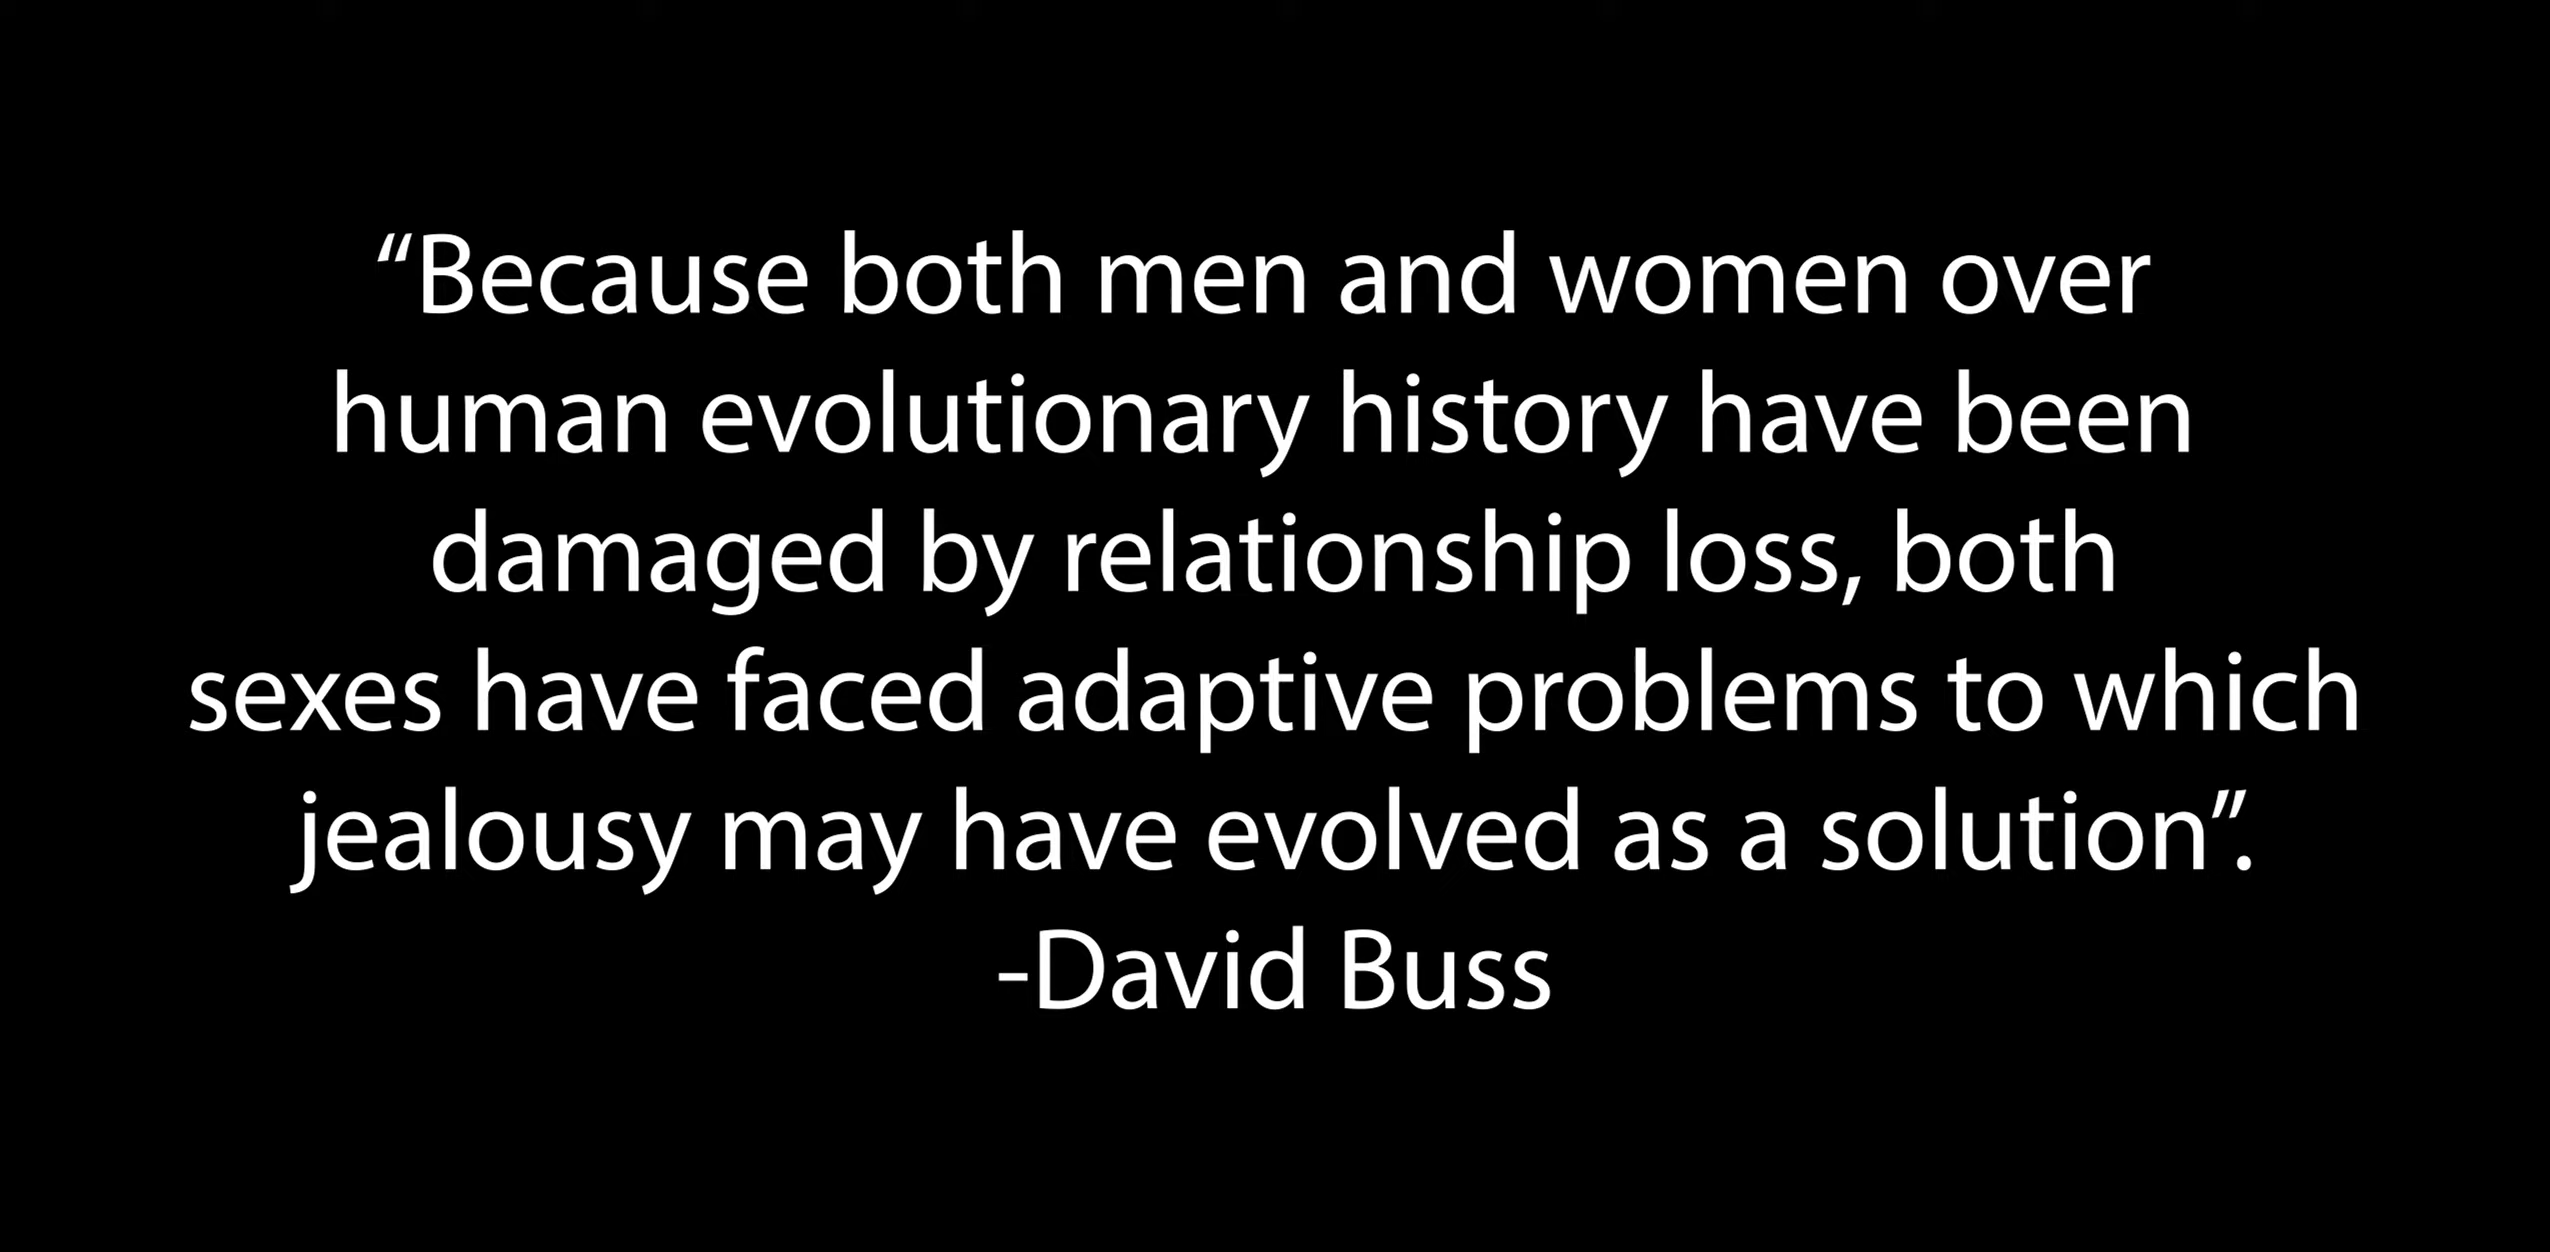 “Because both men and women over
human evolutionary history have been
damaged by relationship loss, both
sexes have faced adaptive problems to which
jealousy may have evolved as a solution”.
-David Buss